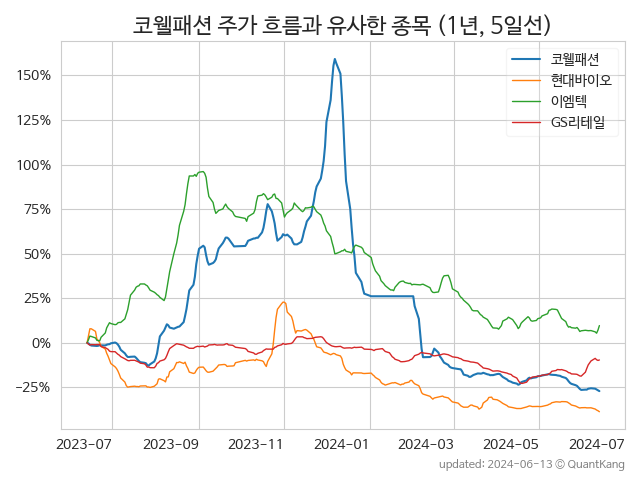 코웰패션 주가 흐름과 유사한 종목 (1년, 5일선)
코웰패션
현대바이오
이엠텍
GS리테일
150%
125%
100%
75%
50%
25%
0%
−25%
2023-07 2023-09 2023-11 2024-01 2024-03 2024-05 2024-07
updated: 2024-06-13 © QuantKang